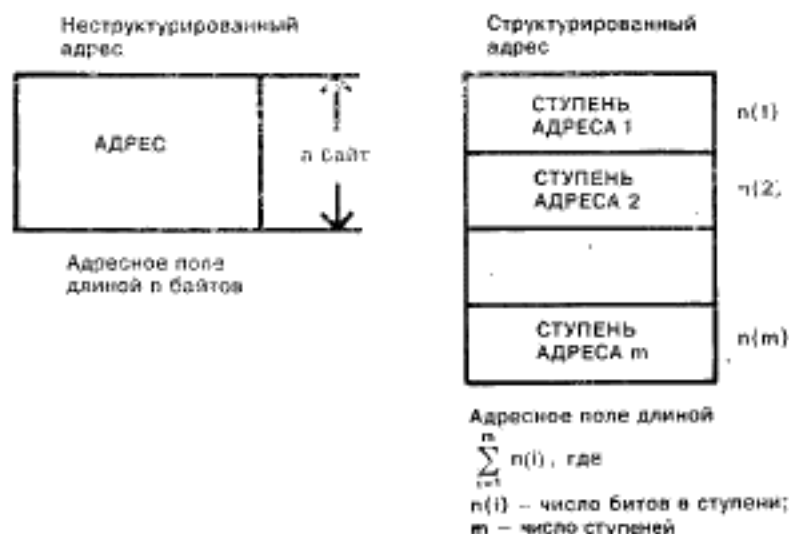 Неструктурированный
адрес
АДРЕС
n байт
Адресное поле
длиной n байтов
Структурированный
адрес
СТУПЕНЬ
АДРЕСА 1
n(1)
СТУПЕНЬ
АДРЕСА 2
n(2)
СТУПЕНЬ
АДРЕСА m
n(m)
Адресное поле длиной
m
∑ n(i), где
i=1
n(i) – число битов в ступени;
m – число ступеней